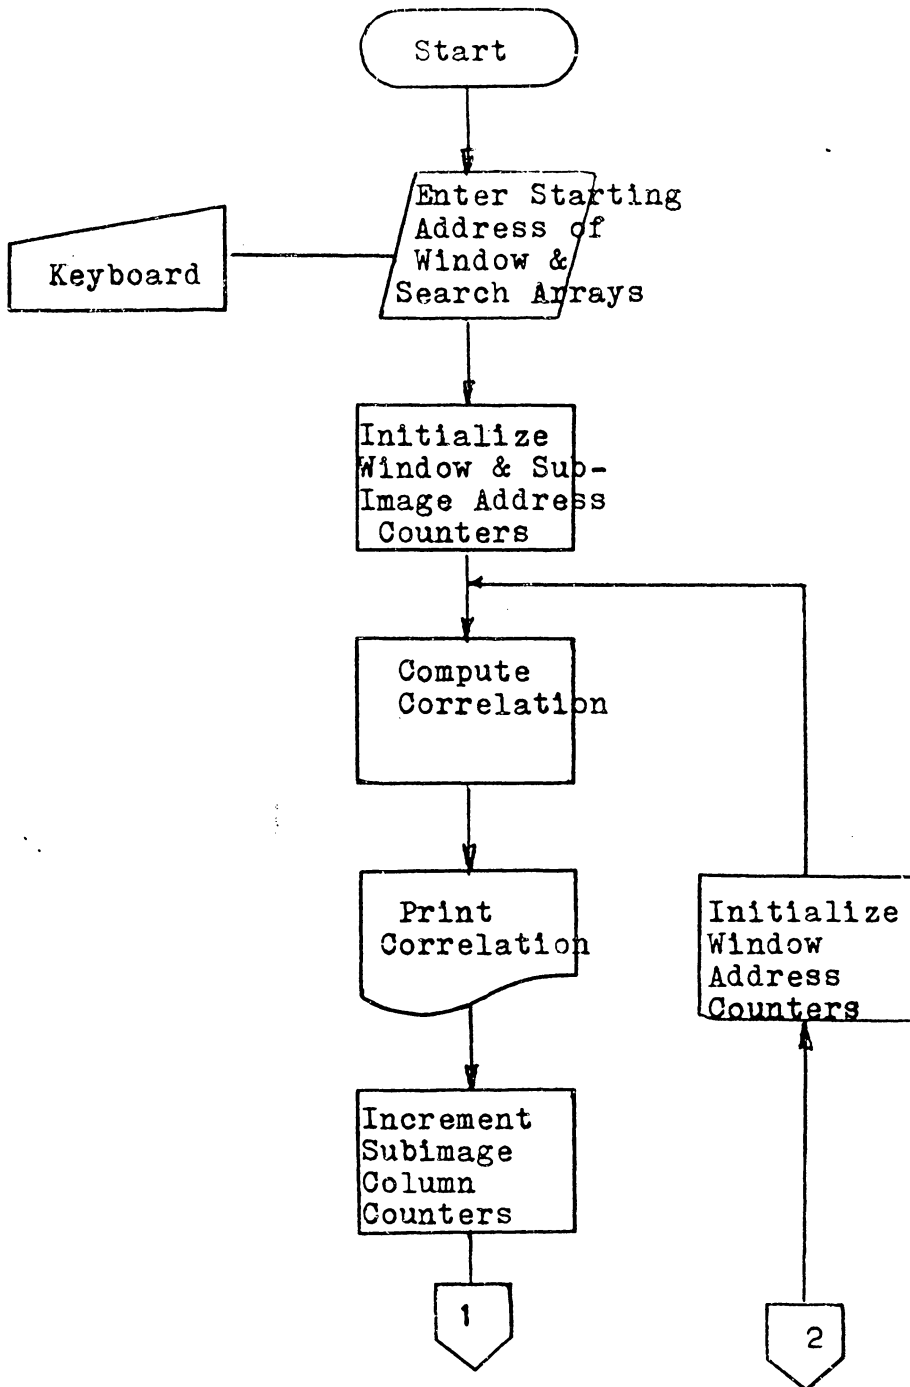 Start
Enter Starting
Address of
Window &
Search Arrays
Keyboard
Initialize
Window & Sub-
Image Address
Counters
Compute
Correlation
Print
Correlation
Initialize
Window
Address
Counters
Increment
Subimage
Column
Counters
1
2